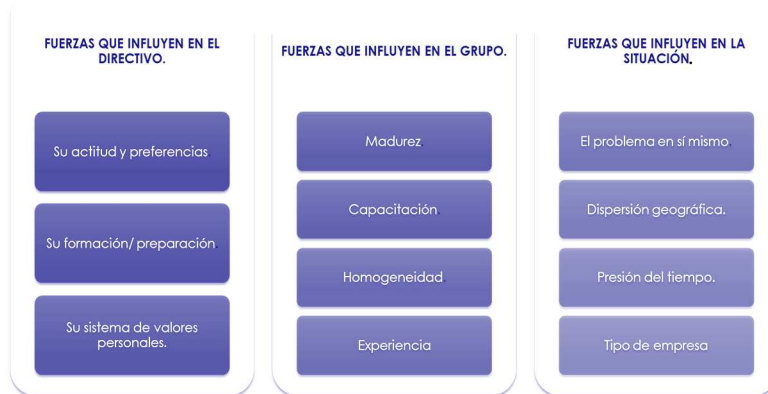 FUERZAS QUE INFLUYEN EN EL
DIRECTIVO.
Su actitud y preferencias.
Su formación/ preparación.
Su sistema de valores
personales.
FUERZAS QUE INFLUYEN EN EL GRUPO.
Madurez.
Capacitación.
Homogeneidad.
Experiencia
FUERZAS QUE INFLUYEN EN LA
SITUACIÓN.
El problema en sí mismo.
Dispersión geográfica.
Presión del tiempo.
Tipo de empresa